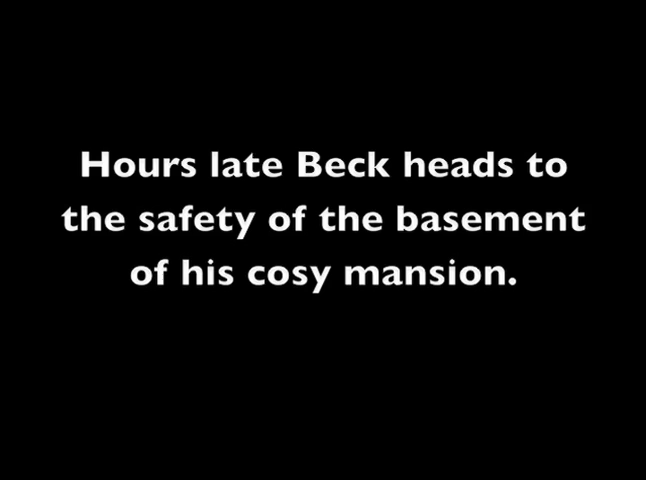 Hours late Beck heads to
the safety of the basement
of his cosy mansion.